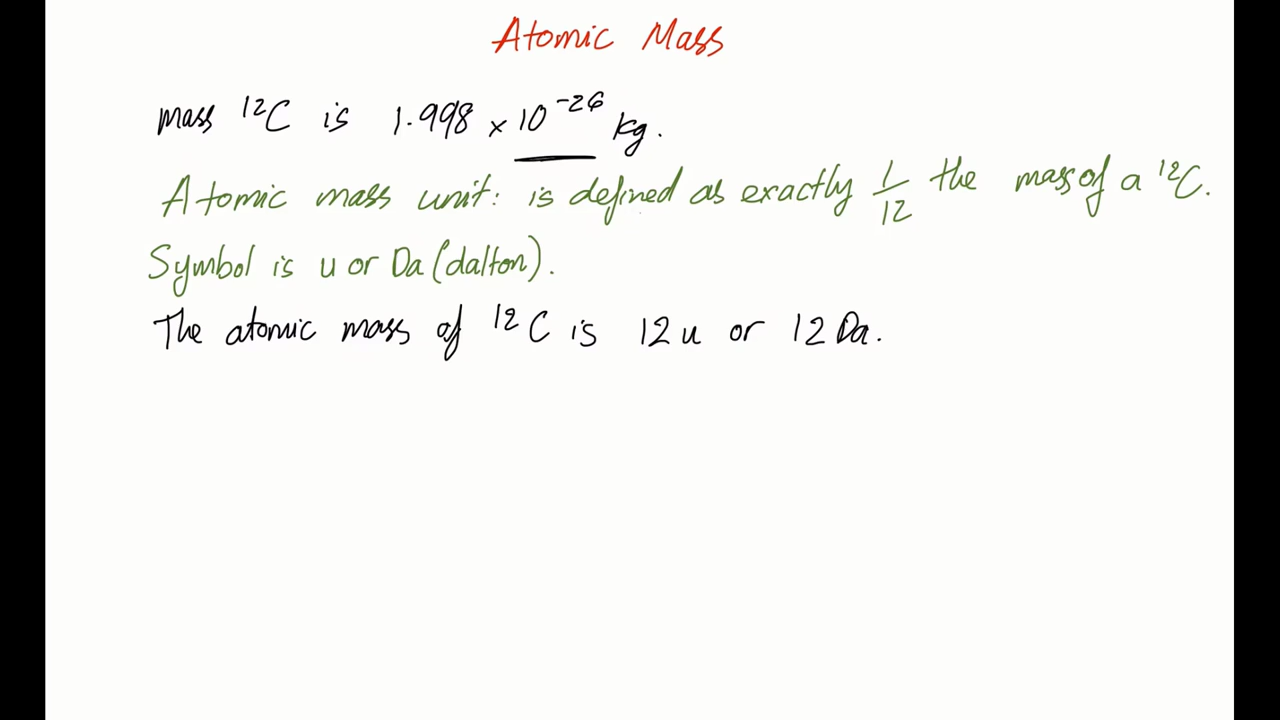 Atomic Mass
mass ¹²C is 1.998 × 10⁻²⁶ kg.
Atomic mass unit: is defined as exactly 1/12 the mass of a ¹²C.
Symbol is u or Da (dalton).
The atomic mass of ¹²C is 12 u or 12 Da.